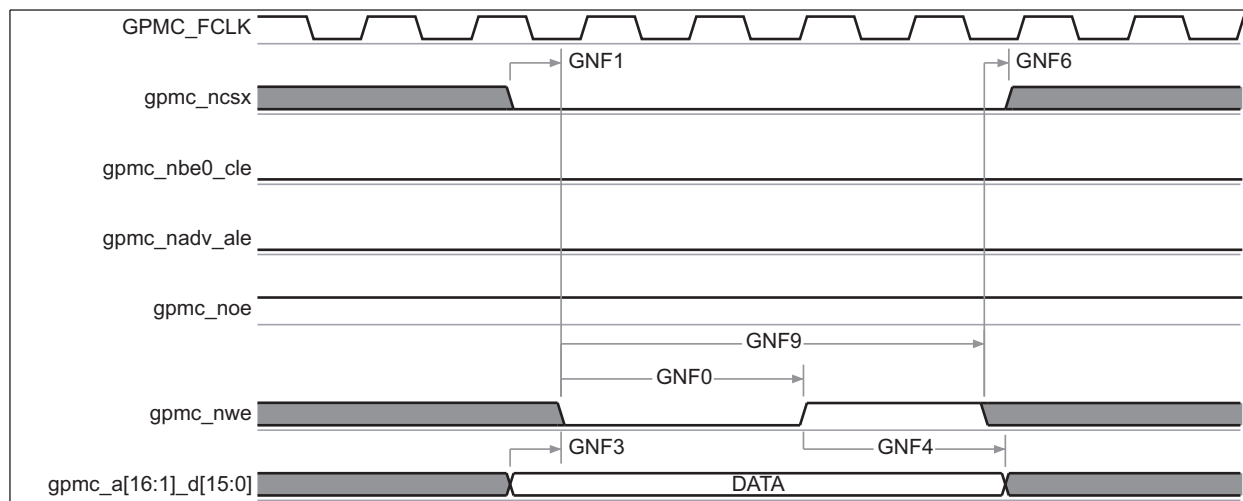 GPMC_FCLK
GNF1 GNF6
gpmc_ncsx
gpmc_nbe0_cle
gpmc_nadv_ale
gpmc_noe
GNF9
GNF0
gpmc_nwe
GNF3 GNF4
gpmc_a[16:1]_d[15:0] DATA